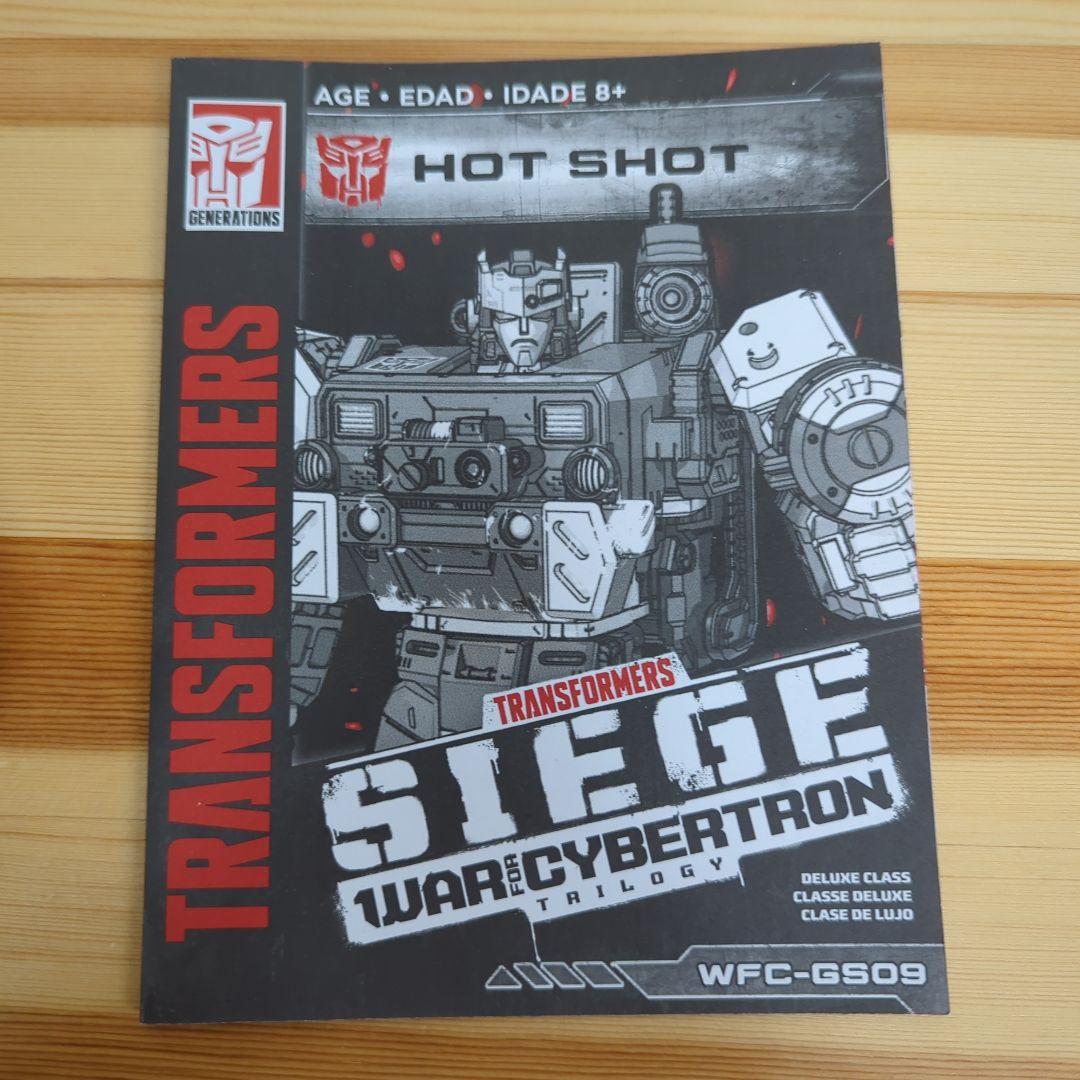 AGE • EDAD • IDADE 8+
GENERATIONS
HOT SHOT
TRANSFORMERS
TRANSFORMERS
SIEGE
WAR FOR CYBERTRON
TRILOGY
DELUXE CLASS
CLASSE DELUXE
CLASE DE LUJO
WFC-GS09